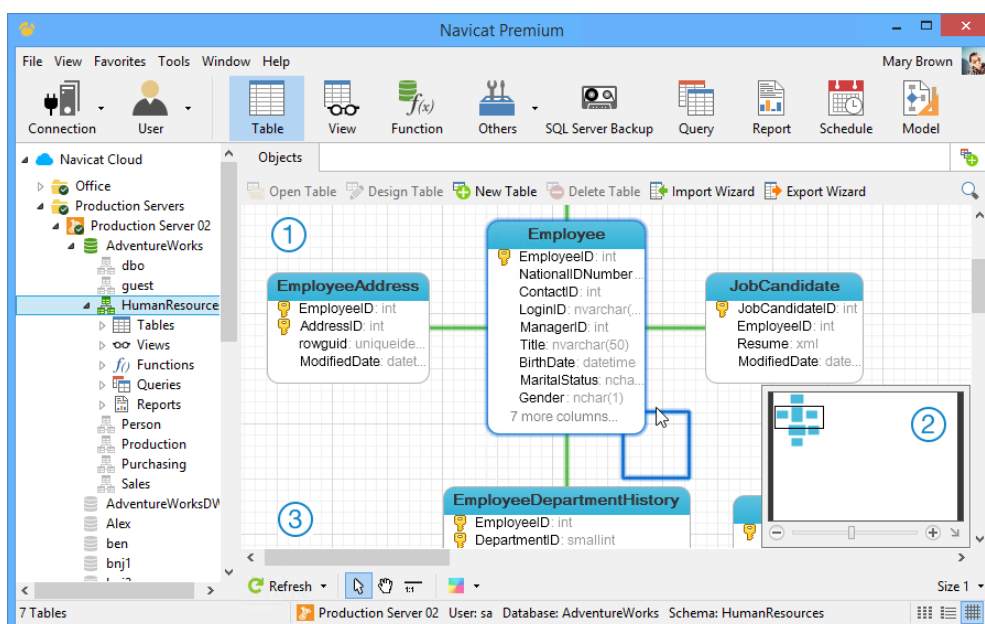 Navicat Premium
File View Favorites Tools Window Help
Mary Brown
Connection
User
Table
View
f(x)
Function
Others
SQL Server Backup
Query
Report
Schedule
Model
Navicat Cloud
Office
Production Servers
Production Server 02
AdventureWorks
dbo
guest
HumanResource
Tables
Views
f() Functions
Queries
Reports
Person
Production
Purchasing
Sales
AdventureWorksDW
Alex
ben
bnj1
Objects
Open Table Design Table New Table Delete Table Import Wizard Export Wizard
1
Employee
EmployeeID: int
NationalIDNumber...
ContactID: int
LoginID: nvarchar(...
ManagerID: int
Title: nvarchar(50)
BirthDate: datetime
MaritalStatus: ncha...
Gender: nchar(1)
7 more columns...
EmployeeAddress
EmployeeID: int
AddressID: int
rowguid: uniqueide...
ModifiedDate: datet...
JobCandidate
JobCandidateID: int
EmployeeID: int
Resume: xml
ModifiedDate: date...
2
3
EmployeeDepartmentHistory
EmployeeID: int
DepartmentID: smallint
Refresh
1:1
Size 1
7 Tables
Production Server 02 User: sa Database: AdventureWorks Schema: HumanResources